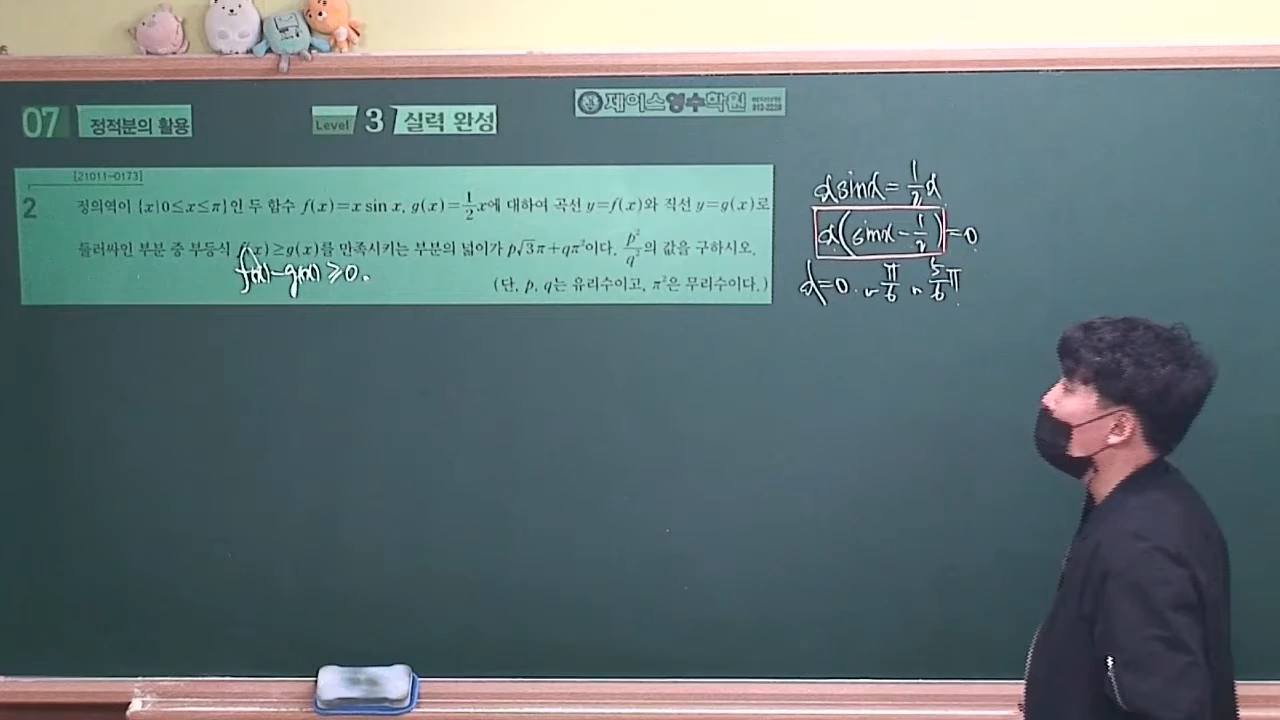 07 정적분의 활용
Level 3 실력 완성
제이스영수학원
[21011-0173]
2 정의역이 {x|0≤x≤π}인 두 함수 f(x)=x sin x, g(x)=1/2x에 대하여 곡선 y=f(x)와 직선 y=g(x)로
둘러싸인 부분 중 부등식 f(x)≥g(x)를 만족시키는 부분의 넓이가 p√3π+qπ²이다. p²/q²의 값을 구하시오.
f(x)-g(x)≥0.
(단, p, q는 유리수이고, π²은 무리수이다.)
x sinx = 1/2 x
x(sinx - 1/2)=0
x=0. π/6 5/6π